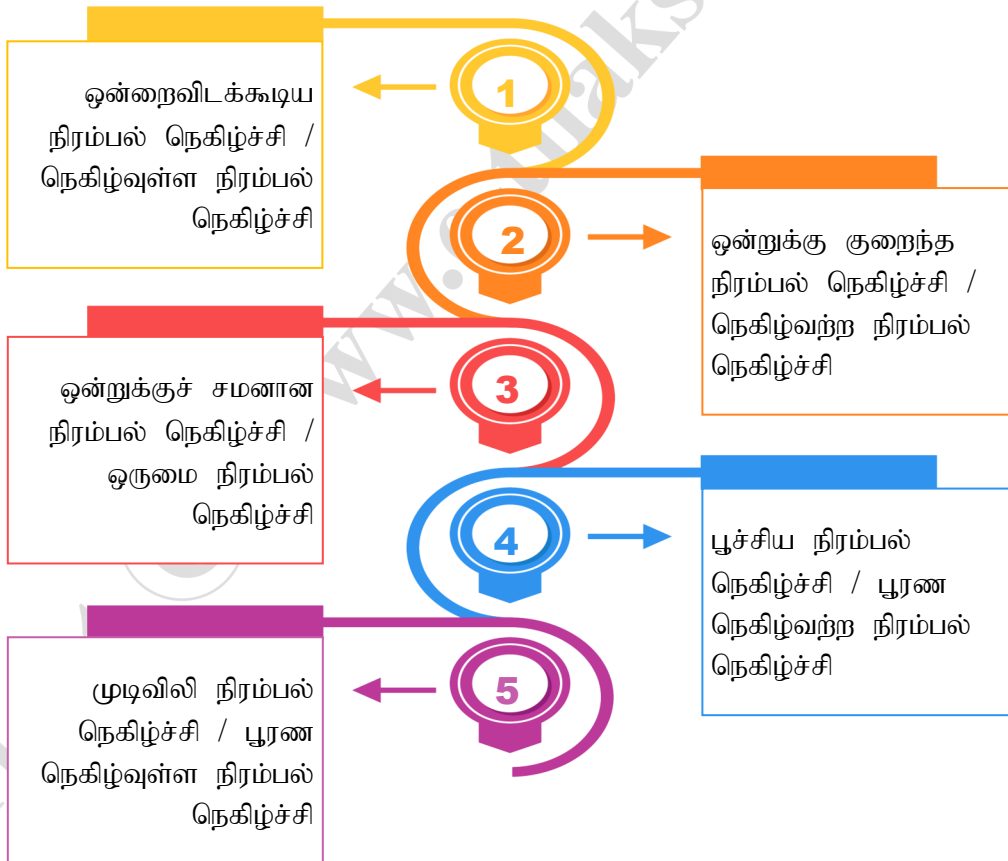 1
ஒன்றைவிடக்கூடிய
நிரம்பல் நெகிழ்ச்சி /
நெகிழ்வுள்ள நிரம்பல்
நெகிழ்ச்சி
2
ஒன்றுக்கு குறைந்த
நிரம்பல் நெகிழ்ச்சி /
நெகிழ்வற்ற நிரம்பல்
நெகிழ்ச்சி
3
ஒன்றுக்குச் சமனான
நிரம்பல் நெகிழ்ச்சி /
ஒருமை நிரம்பல்
நெகிழ்ச்சி
4
பூச்சிய நிரம்பல்
நெகிழ்ச்சி / பூரண
நெகிழ்வற்ற நிரம்பல்
நெகிழ்ச்சி
5
முடிவிலி நிரம்பல்
நெகிழ்ச்சி / பூரண
நெகிழ்வுள்ள நிரம்பல்
நெகிழ்ச்சி